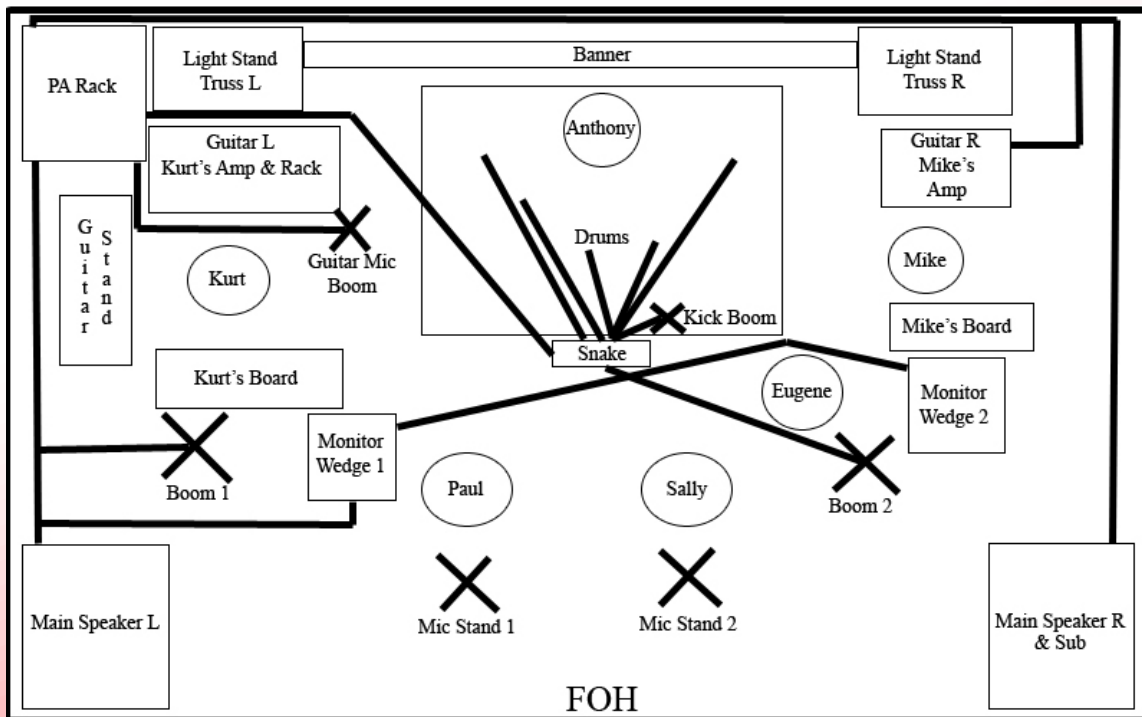 PA Rack
Light Stand
Truss L
Banner
Light Stand
Truss R
Guitar L
Kurt's Amp & Rack
Anthony
Guitar R
Mike's
Amp
Guitar
Stand
Kurt
Guitar Mic
Boom
Drums
Kick Boom
Mike
Mike's Board
Snake
Kurt's Board
Eugene
Monitor
Wedge 2
Monitor
Wedge 1
Boom 1
Paul
Sally
Boom 2
Main Speaker L
Mic Stand 1
Mic Stand 2
Main Speaker R
& Sub
FOH